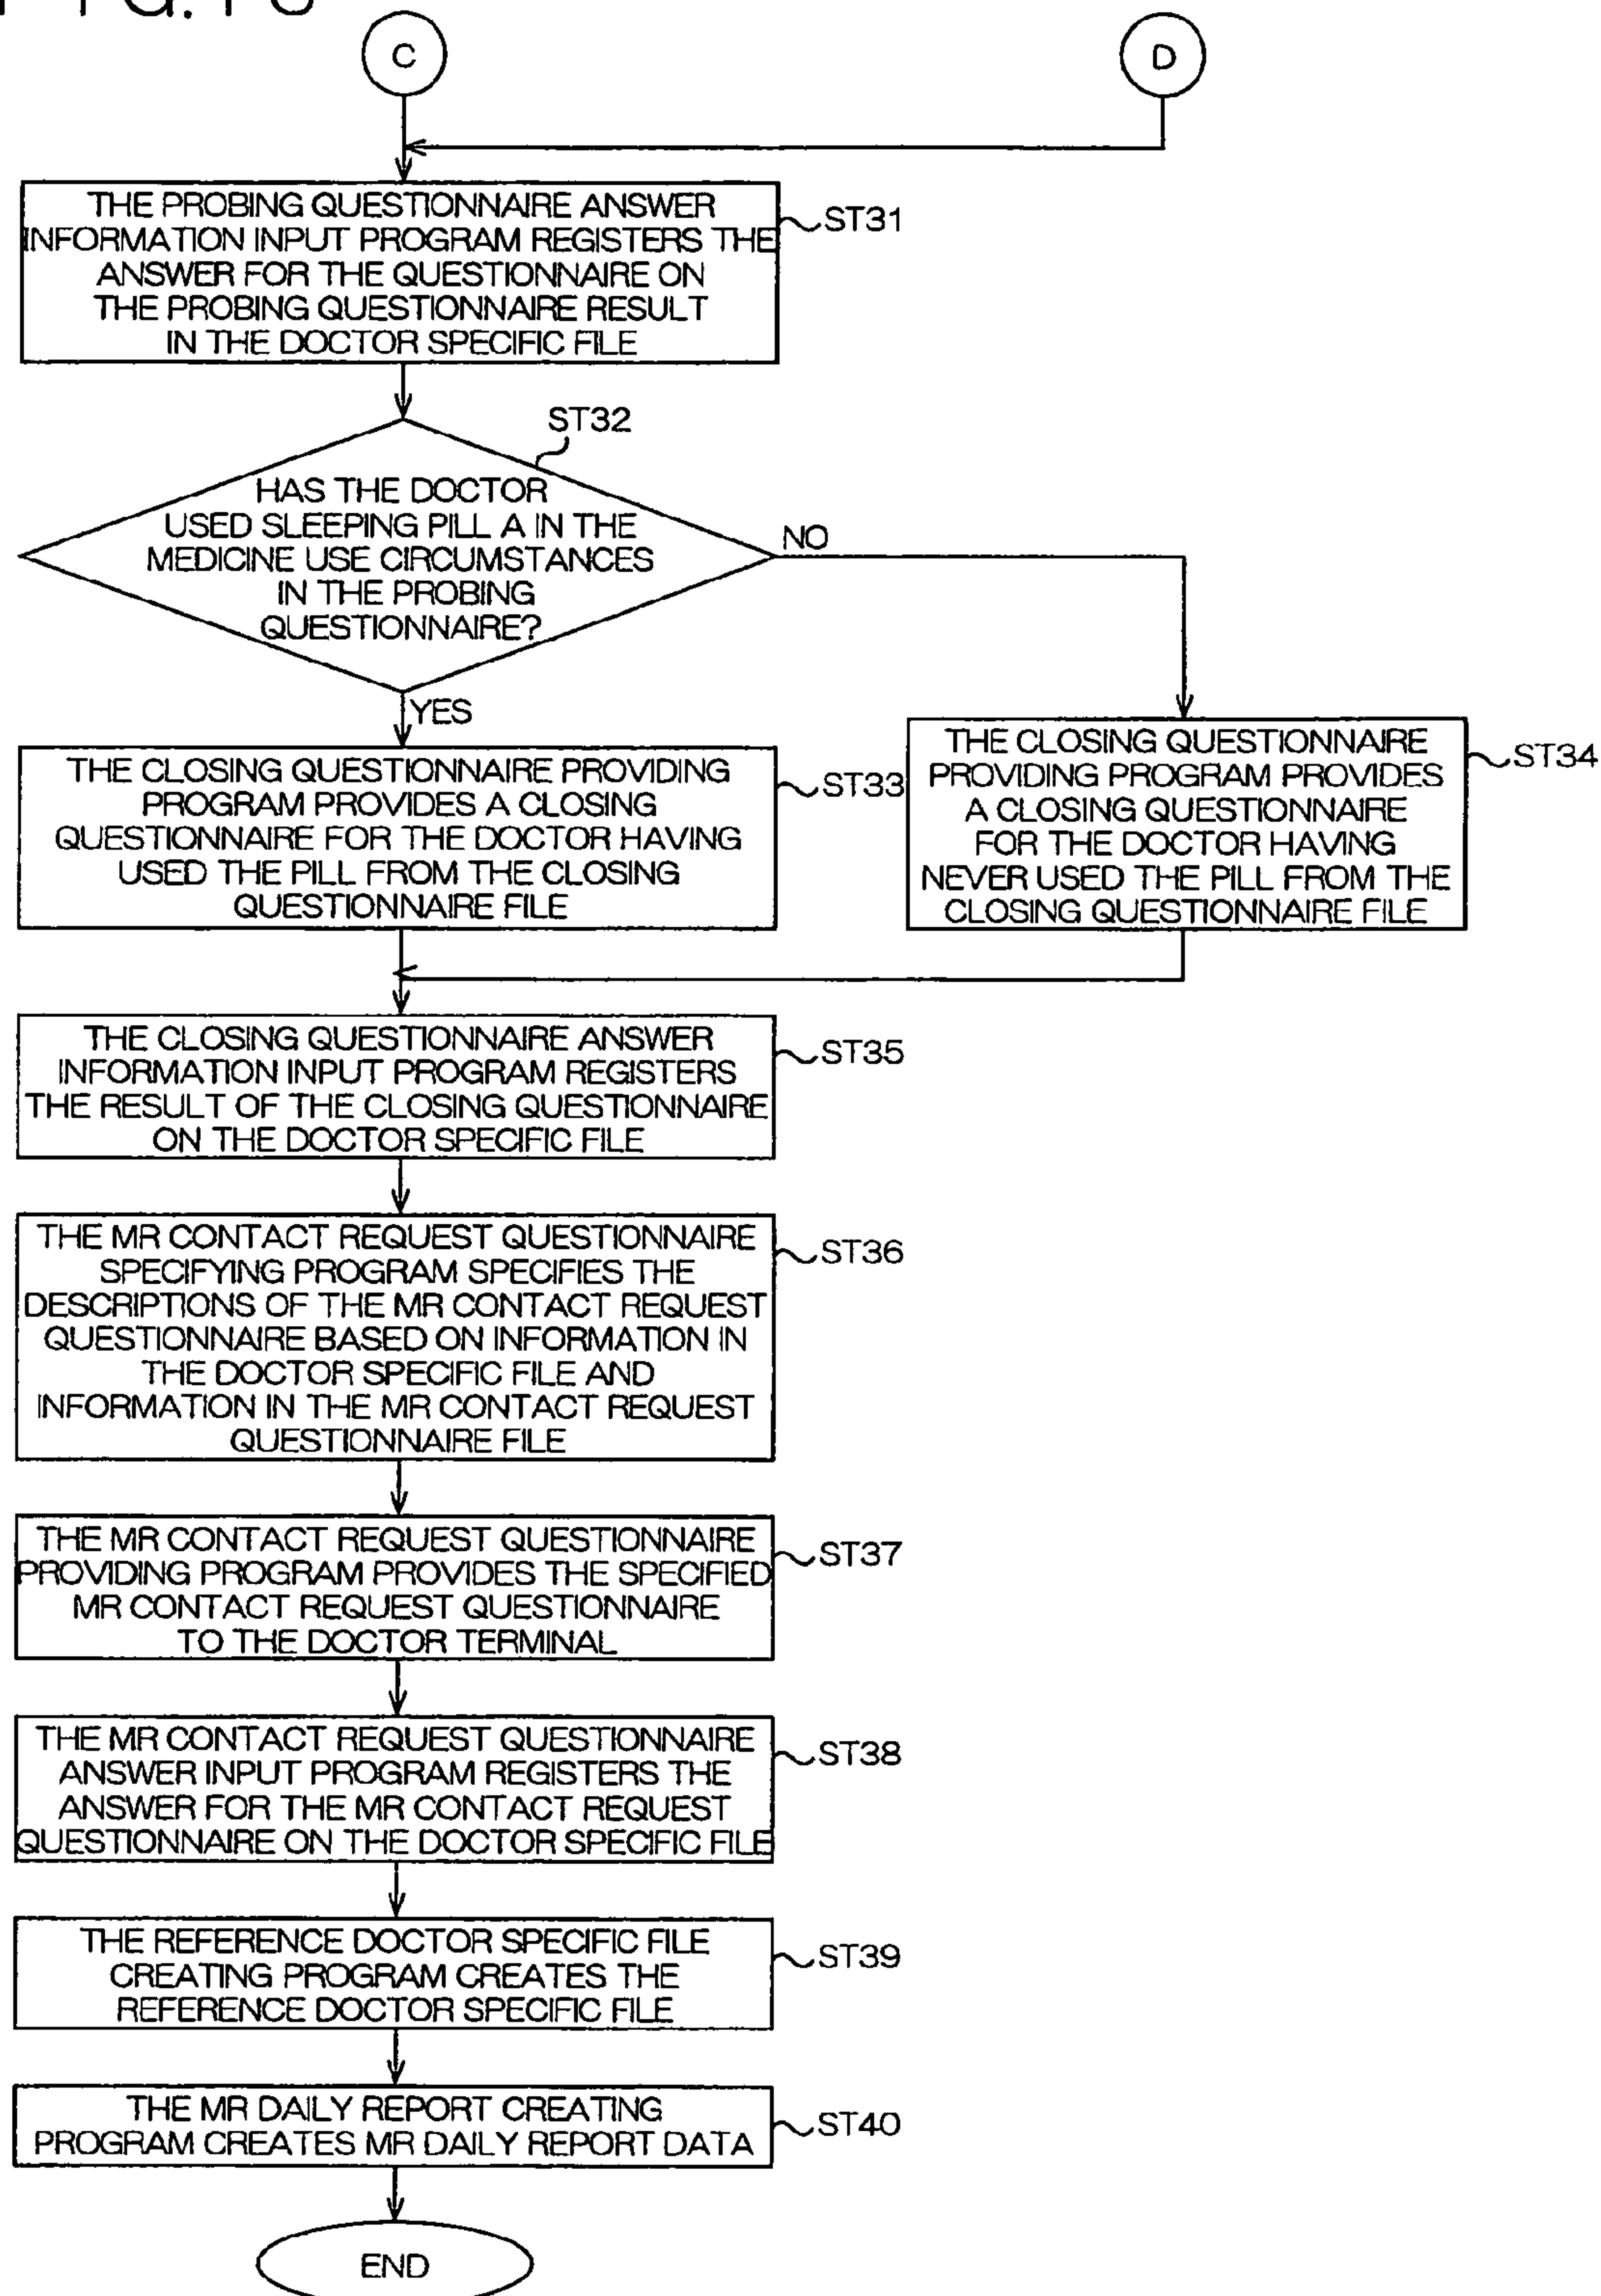 C
D
THE PROBING QUESTIONNAIRE ANSWER
INFORMATION INPUT PROGRAM REGISTERS THE
ANSWER FOR THE QUESTIONNAIRE ON
THE PROBING QUESTIONNAIRE RESULT
IN THE DOCTOR SPECIFIC FILE
ST31
ST32
HAS THE DOCTOR
USED SLEEPING PILL A IN THE
MEDICINE USE CIRCUMSTANCES
IN THE PROBING
QUESTIONNAIRE?
NO
YES
THE CLOSING QUESTIONNAIRE PROVIDING
PROGRAM PROVIDES A CLOSING
QUESTIONNAIRE FOR THE DOCTOR HAVING
USED THE PILL FROM THE CLOSING
QUESTIONNAIRE FILE
ST33
THE CLOSING QUESTIONNAIRE
PROVIDING PROGRAM PROVIDES
A CLOSING QUESTIONNAIRE
FOR THE DOCTOR HAVING
NEVER USED THE PILL FROM THE
CLOSING QUESTIONNAIRE FILE
ST34
THE CLOSING QUESTIONNAIRE ANSWER
INFORMATION INPUT PROGRAM REGISTERS
THE RESULT OF THE CLOSING QUESTIONNAIRE
ON THE DOCTOR SPECIFIC FILE
ST35
THE MR CONTACT REQUEST QUESTIONNAIRE
SPECIFYING PROGRAM SPECIFIES THE
DESCRIPTIONS OF THE MR CONTACT REQUEST
QUESTIONNAIRE BASED ON INFORMATION IN
THE DOCTOR SPECIFIC FILE AND
INFORMATION IN THE MR CONTACT REQUEST
QUESTIONNAIRE FILE
ST36
THE MR CONTACT REQUEST QUESTIONNAIRE
PROVIDING PROGRAM PROVIDES THE SPECIFIED
MR CONTACT REQUEST QUESTIONNAIRE
TO THE DOCTOR TERMINAL
ST37
THE MR CONTACT REQUEST QUESTIONNAIRE
ANSWER INPUT PROGRAM REGISTERS THE
ANSWER FOR THE MR CONTACT REQUEST
QUESTIONNAIRE ON THE DOCTOR SPECIFIC FILE
ST38
THE REFERENCE DOCTOR SPECIFIC FILE
CREATING PROGRAM CREATES THE
REFERENCE DOCTOR SPECIFIC FILE
ST39
THE MR DAILY REPORT CREATING
PROGRAM CREATES MR DAILY REPORT DATA
ST40
END